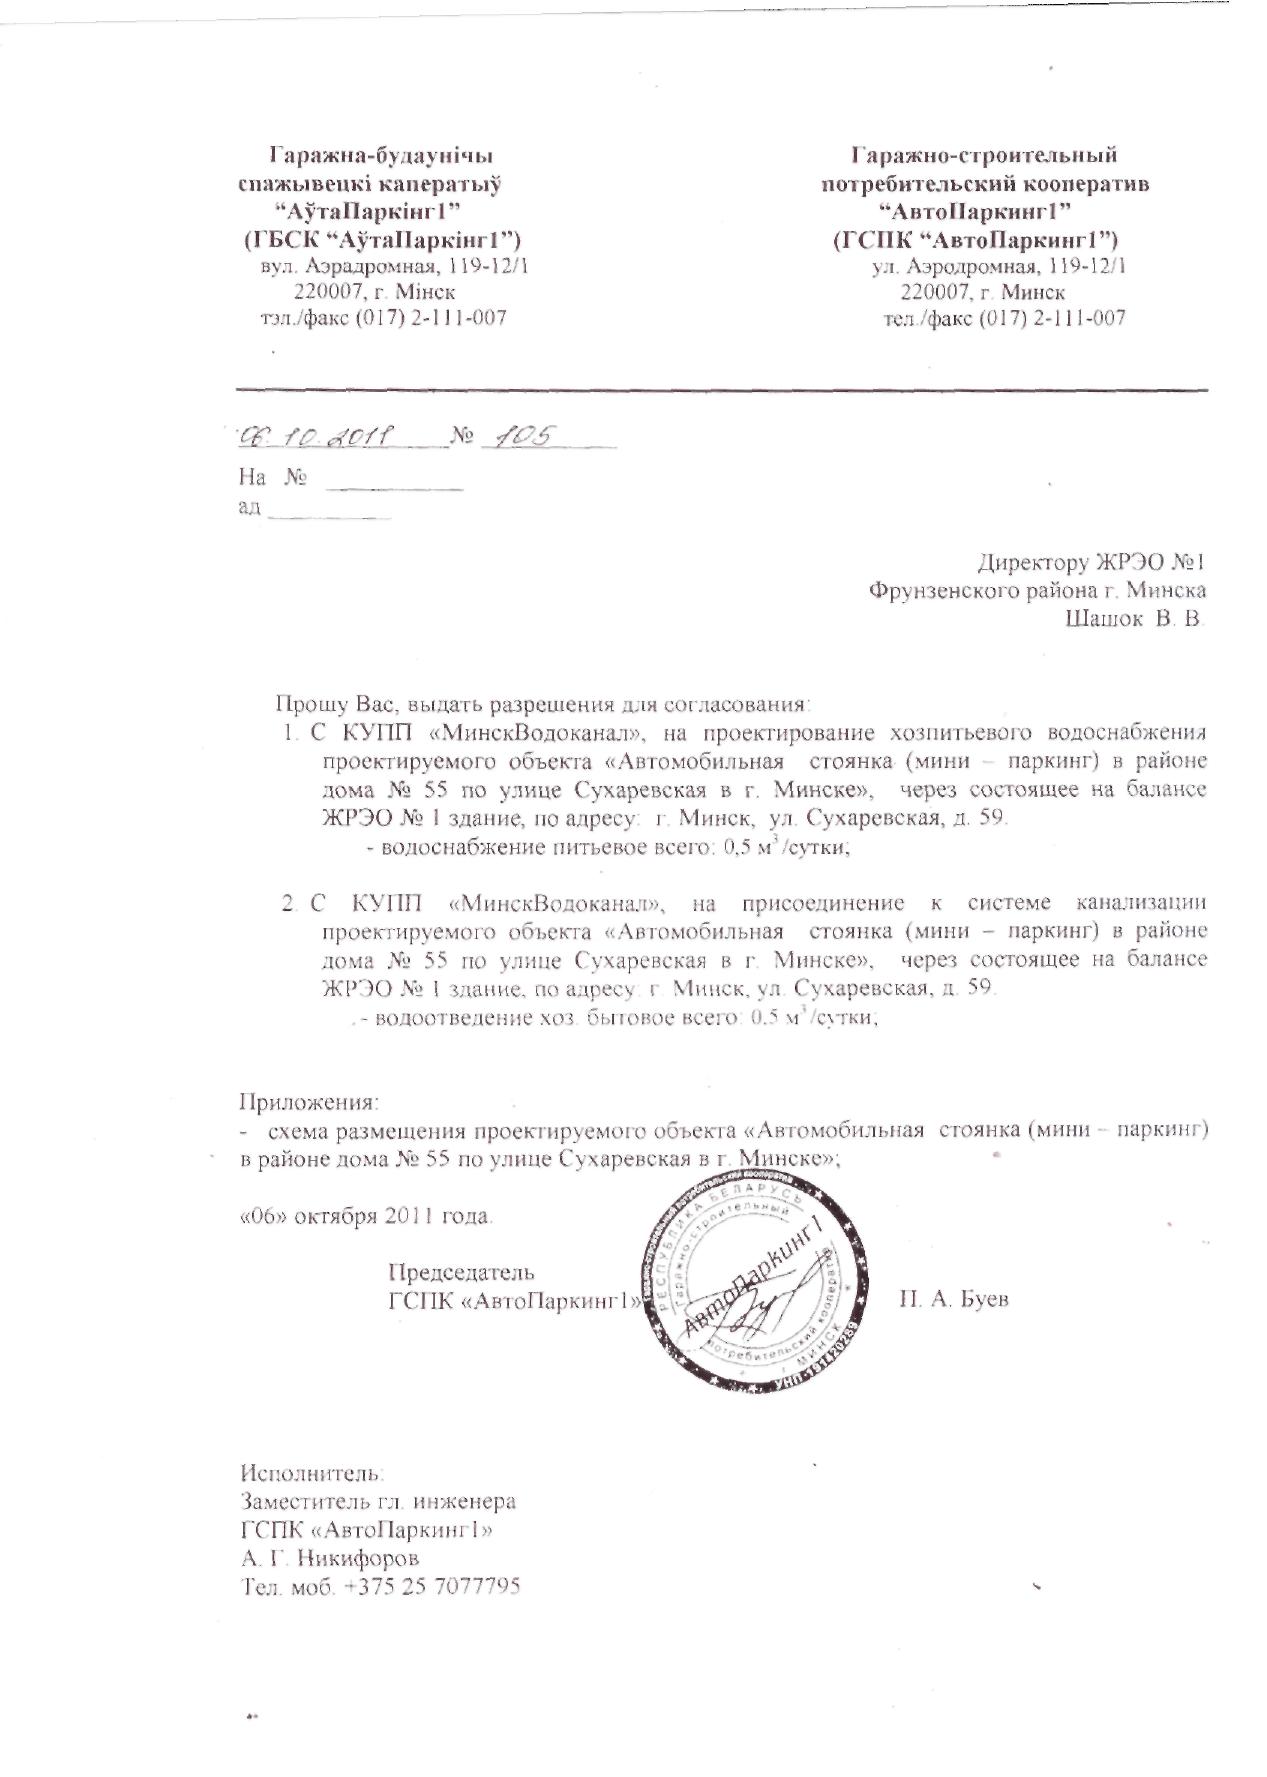 Гаражна-будаунічы
спажывецкі каператыў
“АўтаПаркінг1”
(ГБСК “АўтаПаркінг1”)
вул. Аэрадромная, 119-12/1
220007, г. Мінск
тэл./факс (017) 2-111-007
Гаражно-строительный
потребительский кооператив
“АвтоПаркинг1”
(ГСПК “АвтоПаркинг1”)
ул. Аэродромная, 119-12/1
220007, г. Минск
тел./факс (017) 2-111-007
06. 10. 2011 № 105
На № ___________
ад __________
Директору ЖРЭО №1
Фрунзенского района г. Минска
Шашок В. В.
Прошу Вас, выдать разрешения для согласования:
1. С КУПП «МинскВодоканал», на проектирование хозпитьевого водоснабжения
проектируемого объекта «Автомобильная стоянка (мини – паркинг) в районе
дома № 55 по улице Сухаревская в г. Минске», через состоящее на балансе
ЖРЭО № 1 здание, по адресу: г. Минск, ул. Сухаревская, д. 59.
- водоснабжение питьевое всего: 0,5 м³/сутки;
2. С КУПП «МинскВодоканал», на присоединение к системе канализации
проектируемого объекта «Автомобильная стоянка (мини – паркинг) в районе
дома № 55 по улице Сухаревская в г. Минске», через состоящее на балансе
ЖРЭО № 1 здание, по адресу: г. Минск, ул. Сухаревская, д. 59.
- водоотведение хоз. бытовое всего: 0,5 м³/сутки;
Приложения:
- схема размещения проектируемого объекта «Автомобильная стоянка (мини – паркинг)
в районе дома № 55 по улице Сухаревская в г. Минске»;
«06» октября 2011 года.
Председатель
ГСПК «АвтоПаркинг1»
П. А. Буев
РЕСПУБЛИКА БЕЛАРУСЬ
Гаражно-строительный
потребительский кооператив
АвтоПаркинг1
г. МИНСК
УНП 191420259
Исполнитель:
Заместитель гл. инженера
ГСПК «АвтоПаркинг1»
А. Г. Никифоров
Тел. моб. +375 25 7077795